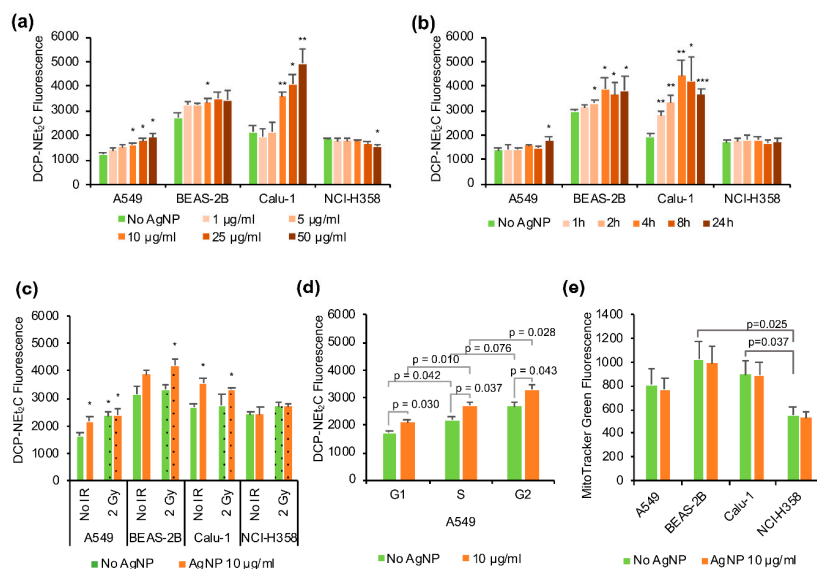 (a)
DCP-NEt₂C Fluorescence
6000
5000
4000
3000
2000
1000
0
* * *
*
** * **
*
A549 BEAS-2B Calu-1 NCI-H358
No AgNP 1 µg/ml 5 µg/ml
10 µg/ml 25 µg/ml 50 µg/ml
(b)
DCP-NEt₂C Fluorescence
6000
5000
4000
3000
2000
1000
0
*
* * * *
** ** ** * ***
A549 BEAS-2B Calu-1 NCI-H358
No AgNP 1h 2h 4h 8h 24h
(c)
DCP-NEt₂C Fluorescence
6000
5000
4000
3000
2000
1000
0
* * *
*
* *
No IR 2 Gy No IR 2 Gy No IR 2 Gy No IR 2 Gy
A549 BEAS-2B Calu-1 NCI-H358
No AgNP AgNP 10 µg/ml
(d)
DCP-NEt₂C Fluorescence
6000
5000
4000
3000
2000
1000
0
p = 0.028
p = 0.076
p = 0.010
p = 0.043
p = 0.042
p = 0.037
p = 0.030
G1 S G2
A549
No AgNP 10 µg/ml
(e)
MitoTracker Green Fluorescence
1400
1200
1000
800
600
400
200
0
p=0.025
p=0.037
A549 BEAS-2B Calu-1 NCI-H358
No AgNP AgNP 10 µg/ml